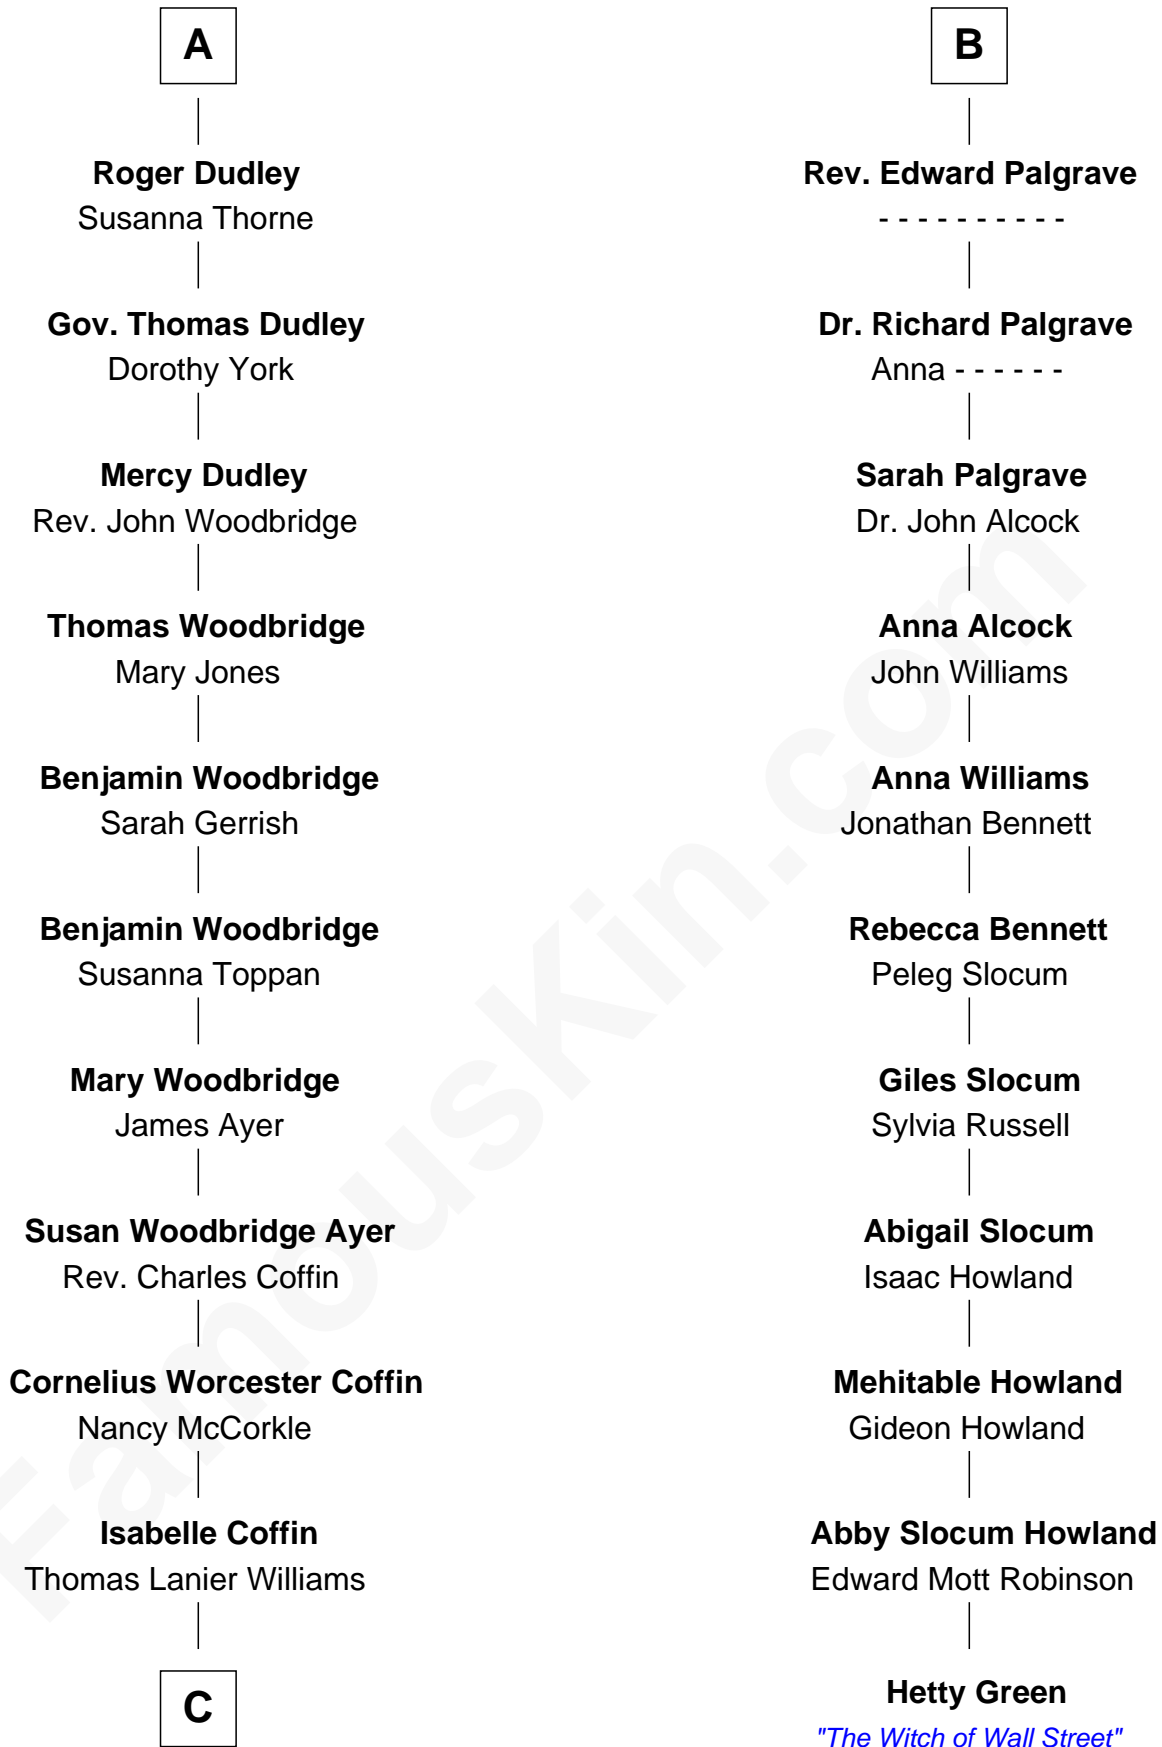 A
Roger Dudley
Susanna Thorne
Gov. Thomas Dudley
Dorothy York
Mercy Dudley
Rev. John Woodbridge
Thomas Woodbridge
Mary Jones
Benjamin Woodbridge
Sarah Gerrish
Benjamin Woodbridge
Susanna Toppan
Mary Woodbridge
James Ayer
Susan Woodbridge Ayer
Rev. Charles Coffin
Cornelius Worcester Coffin
Nancy McCorkle
Isabelle Coffin
Thomas Lanier Williams
C
B
Rev. Edward Palgrave
- - - - - - - - - -
Dr. Richard Palgrave
Anna - - - - - -
Sarah Palgrave
Dr. John Alcock
Anna Alcock
John Williams
Anna Williams
Jonathan Bennett
Rebecca Bennett
Peleg Slocum
Giles Slocum
Sylvia Russell
Abigail Slocum
Isaac Howland
Mehitable Howland
Gideon Howland
Abby Slocum Howland
Edward Mott Robinson
Hetty Green
"The Witch of Wall Street"
FamousKin.com